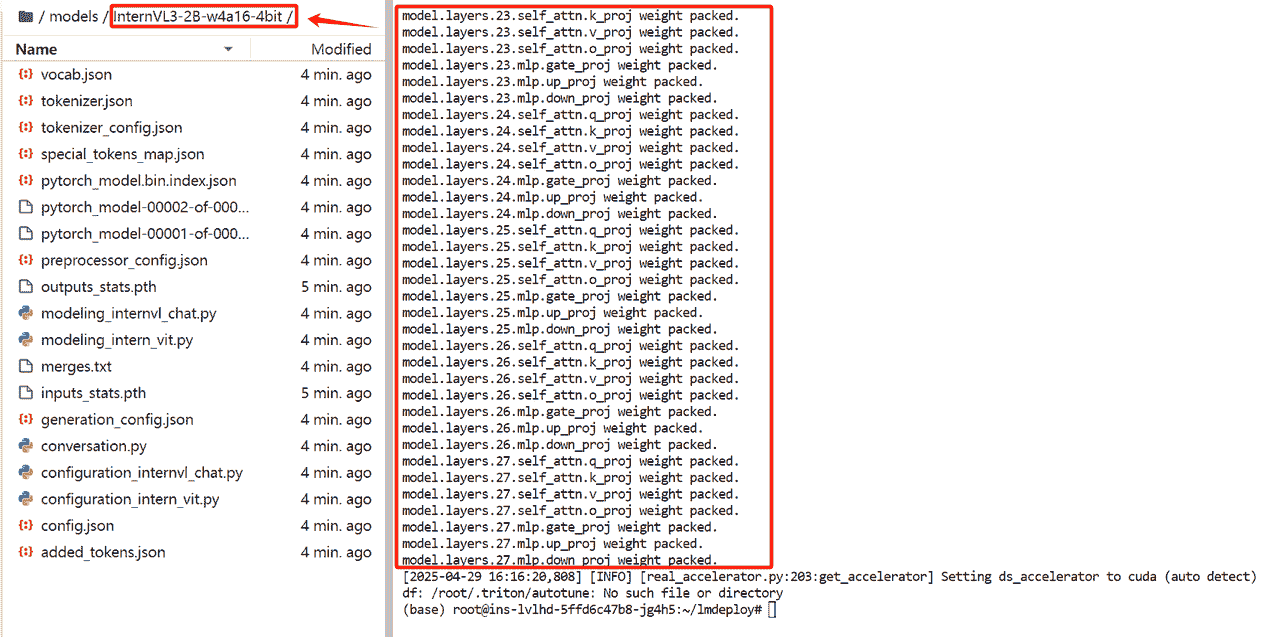 / models / InternVL3-2B-w4a16-4bit /
Name Modified
vocab.json 4 min. ago
tokenizer.json 4 min. ago
tokenizer_config.json 4 min. ago
special_tokens_map.json 4 min. ago
pytorch_model.bin.index.json 4 min. ago
pytorch_model-00002-of-000... 4 min. ago
pytorch_model-00001-of-000... 4 min. ago
preprocessor_config.json 4 min. ago
outputs_stats.pth 5 min. ago
modeling_internvl_chat.py 4 min. ago
modeling_intern_vit.py 4 min. ago
merges.txt 4 min. ago
inputs_stats.pth 5 min. ago
generation_config.json 4 min. ago
conversation.py 4 min. ago
configuration_internvl_chat.py 4 min. ago
configuration_intern_vit.py 4 min. ago
config.json 4 min. ago
added_tokens.json 4 min. ago
model.layers.23.self_attn.k_proj weight packed.
model.layers.23.self_attn.v_proj weight packed.
model.layers.23.self_attn.o_proj weight packed.
model.layers.23.mlp.gate_proj weight packed.
model.layers.23.mlp.up_proj weight packed.
model.layers.23.mlp.down_proj weight packed.
model.layers.24.self_attn.q_proj weight packed.
model.layers.24.self_attn.k_proj weight packed.
model.layers.24.self_attn.v_proj weight packed.
model.layers.24.self_attn.o_proj weight packed.
model.layers.24.mlp.gate_proj weight packed.
model.layers.24.mlp.up_proj weight packed.
model.layers.24.mlp.down_proj weight packed.
model.layers.25.self_attn.q_proj weight packed.
model.layers.25.self_attn.k_proj weight packed.
model.layers.25.self_attn.v_proj weight packed.
model.layers.25.self_attn.o_proj weight packed.
model.layers.25.mlp.gate_proj weight packed.
model.layers.25.mlp.up_proj weight packed.
model.layers.25.mlp.down_proj weight packed.
model.layers.26.self_attn.q_proj weight packed.
model.layers.26.self_attn.k_proj weight packed.
model.layers.26.self_attn.v_proj weight packed.
model.layers.26.self_attn.o_proj weight packed.
model.layers.26.mlp.gate_proj weight packed.
model.layers.26.mlp.up_proj weight packed.
model.layers.26.mlp.down_proj weight packed.
model.layers.27.self_attn.q_proj weight packed.
model.layers.27.self_attn.k_proj weight packed.
model.layers.27.self_attn.v_proj weight packed.
model.layers.27.self_attn.o_proj weight packed.
model.layers.27.mlp.gate_proj weight packed.
model.layers.27.mlp.up_proj weight packed.
model.layers.27.mlp.down_proj weight packed.
[2025-04-29 16:16:20,808] [INFO] [real_accelerator.py:203:get_accelerator] Setting ds_accelerator to cuda (auto detect)
df: /root/.triton/autotune: No such file or directory
(base) root@ins-lvlhd-5ffd6c47b8-jg4h5:~/lmdeploy#